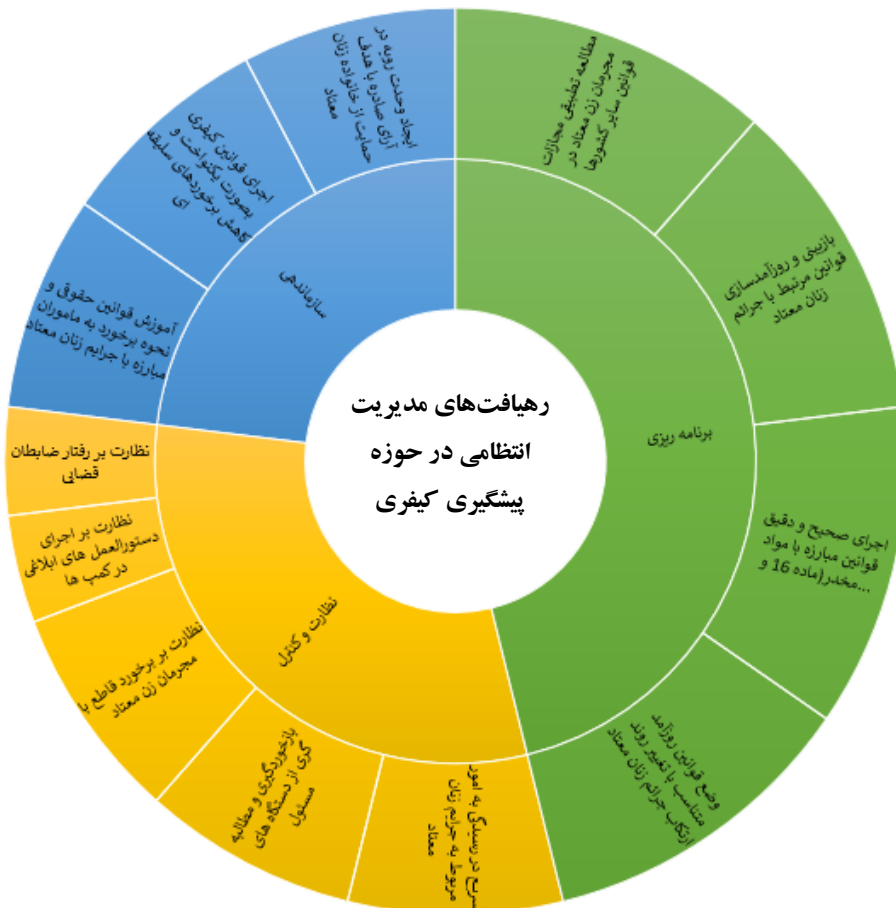 رهیافت‌های مدیریت
انتظامی در حوزه
پیشگیری کیفری
برنامه ریزی
مطالعه تطبیقی مجازات
مجرمان زن معتاد در
قوانین سایر کشورها
بازبینی و روزآمدسازی
قوانین مرتبط با جرائم
زنان معتاد
اجرای صحیح و دقیق
قوانین مبارزه با مواد
مخدر(ماده 16 و...
وضع قوانین روزآمد
متناسب با تغییر روند
ارتکاب جرائم زنان معتاد
نظارت و کنترل
سریع در رسیدگی به امور
مربوط به جرایم زنان
معتاد
بازخوردگیری و مطالبه
گری از دستگاه های
مسئول
نظارت بر برخورد قاطع با
مجرمان زن معتاد
نظارت بر اجرای
دستورالعمل های ابلاغی
در کمپ ها
نظارت بر رفتار ضابطان
قضایی
سازماندهی
آموزش قوانین حقوق و
نحوه برخورد به ماموران
مبارزه با جرایم زنان معتاد
اجرای قوانین کیفری
بصورت یکنواخت و
کاهش برخوردهای سلیقه
ای
ایجاد وحدت رویه در
آرای صادره با هدف
حمایت از خانواده زنان
معتاد